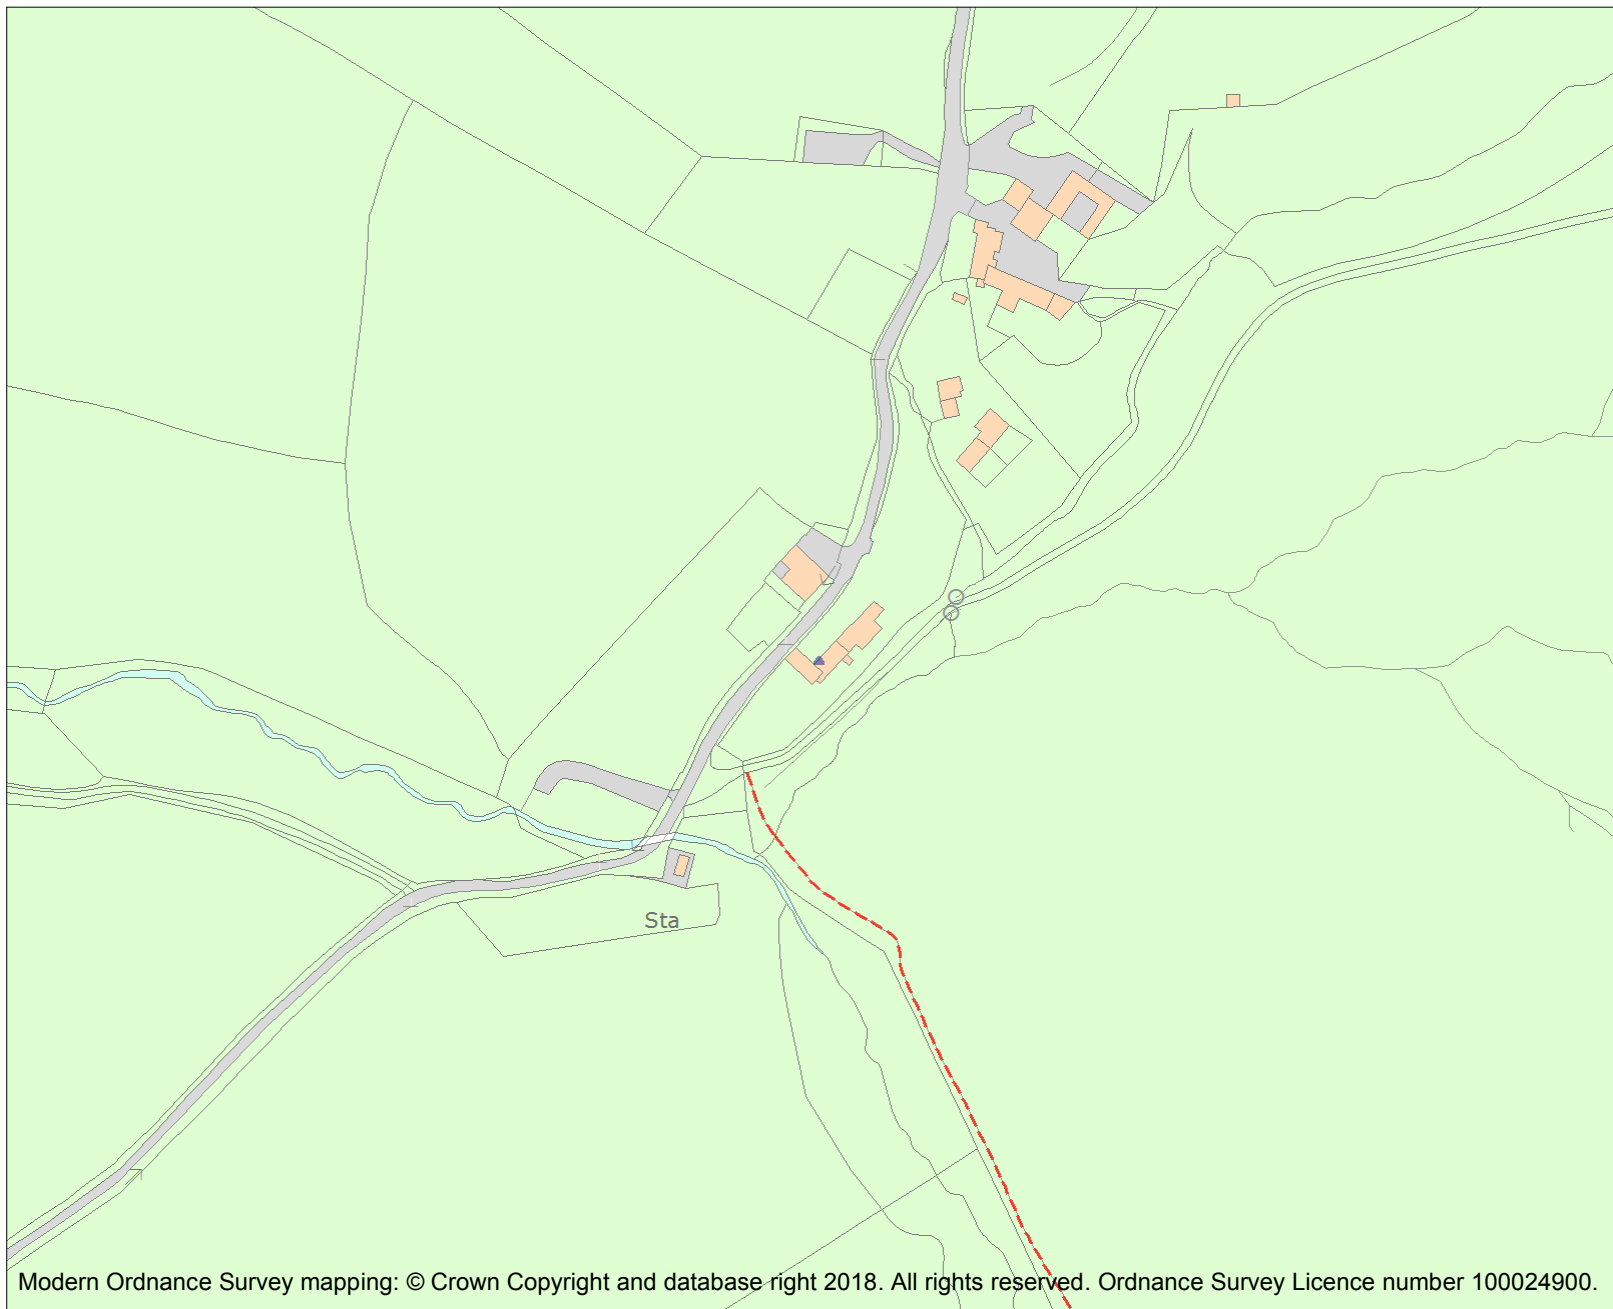 Sta
Modern Ordnance Survey mapping: © Crown Copyright and database right 2018. All rights reserved. Ordnance Survey Licence number 100024900.